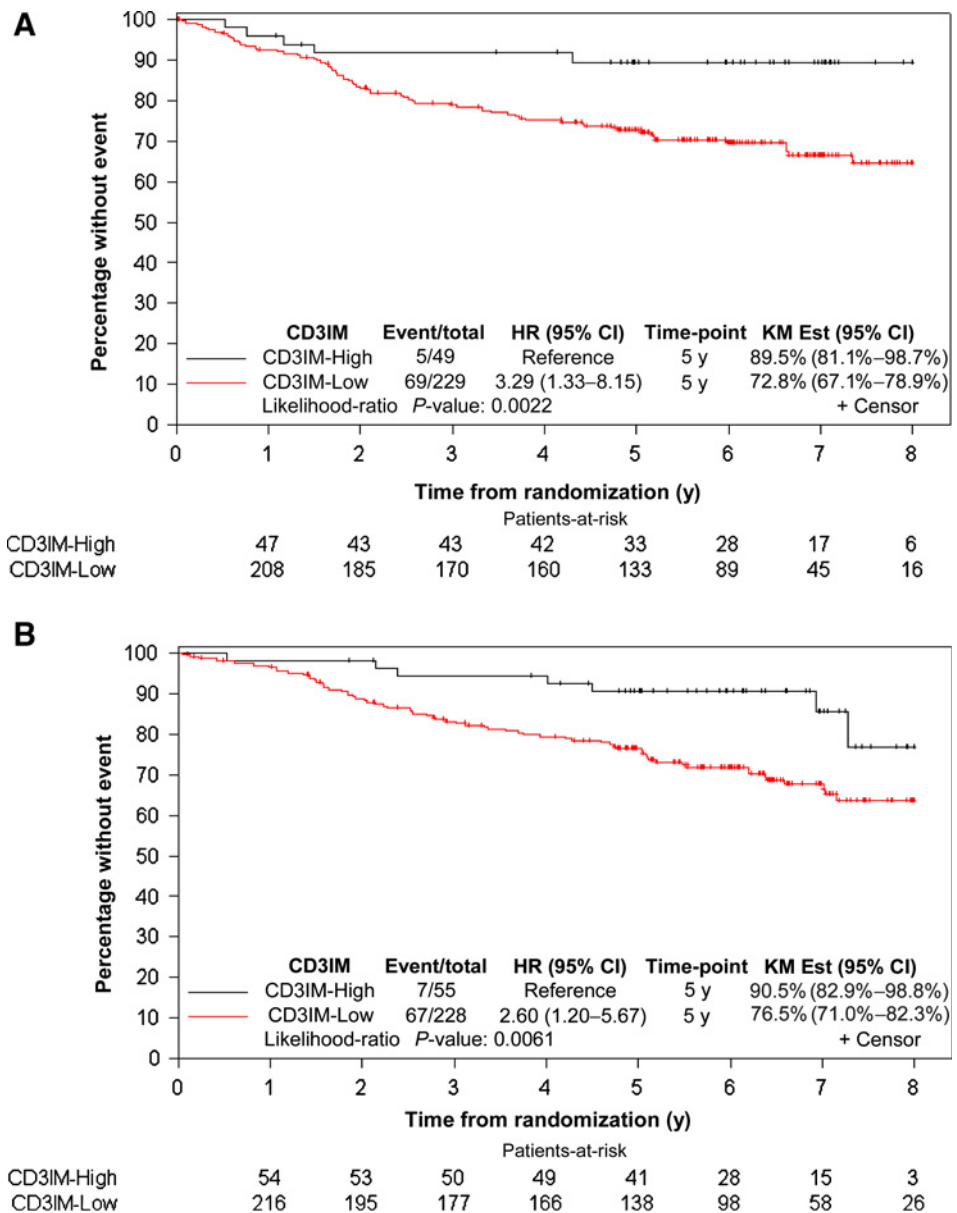 A
100
90
80
70
60
50
40
30
20
10
0
Percentage without event
CD3IM Event/total HR (95% CI) Time-point KM Est (95% CI)
CD3IM-High 5/49 Reference 5 y 89.5% (81.1%–98.7%)
CD3IM-Low 69/229 3.29 (1.33–8.15) 5 y 72.8% (67.1%–78.9%)
Likelihood-ratio P-value: 0.0022 + Censor
0 1 2 3 4 5 6 7 8
Time from randomization (y)
Patients-at-risk
CD3IM-High 47 43 43 42 33 28 17 6
CD3IM-Low 208 185 170 160 133 89 45 16
B
100
90
80
70
60
50
40
30
20
10
0
Percentage without event
CD3IM Event/total HR (95% CI) Time-point KM Est (95% CI)
CD3IM-High 7/55 Reference 5 y 90.5% (82.9%–98.8%)
CD3IM-Low 67/228 2.60 (1.20–5.67) 5 y 76.5% (71.0%–82.3%)
Likelihood-ratio P-value: 0.0061 + Censor
0 1 2 3 4 5 6 7 8
Time from randomization (y)
Patients-at-risk
CD3IM-High 54 53 50 49 41 28 15 3
CD3IM-Low 216 195 177 166 138 98 58 26